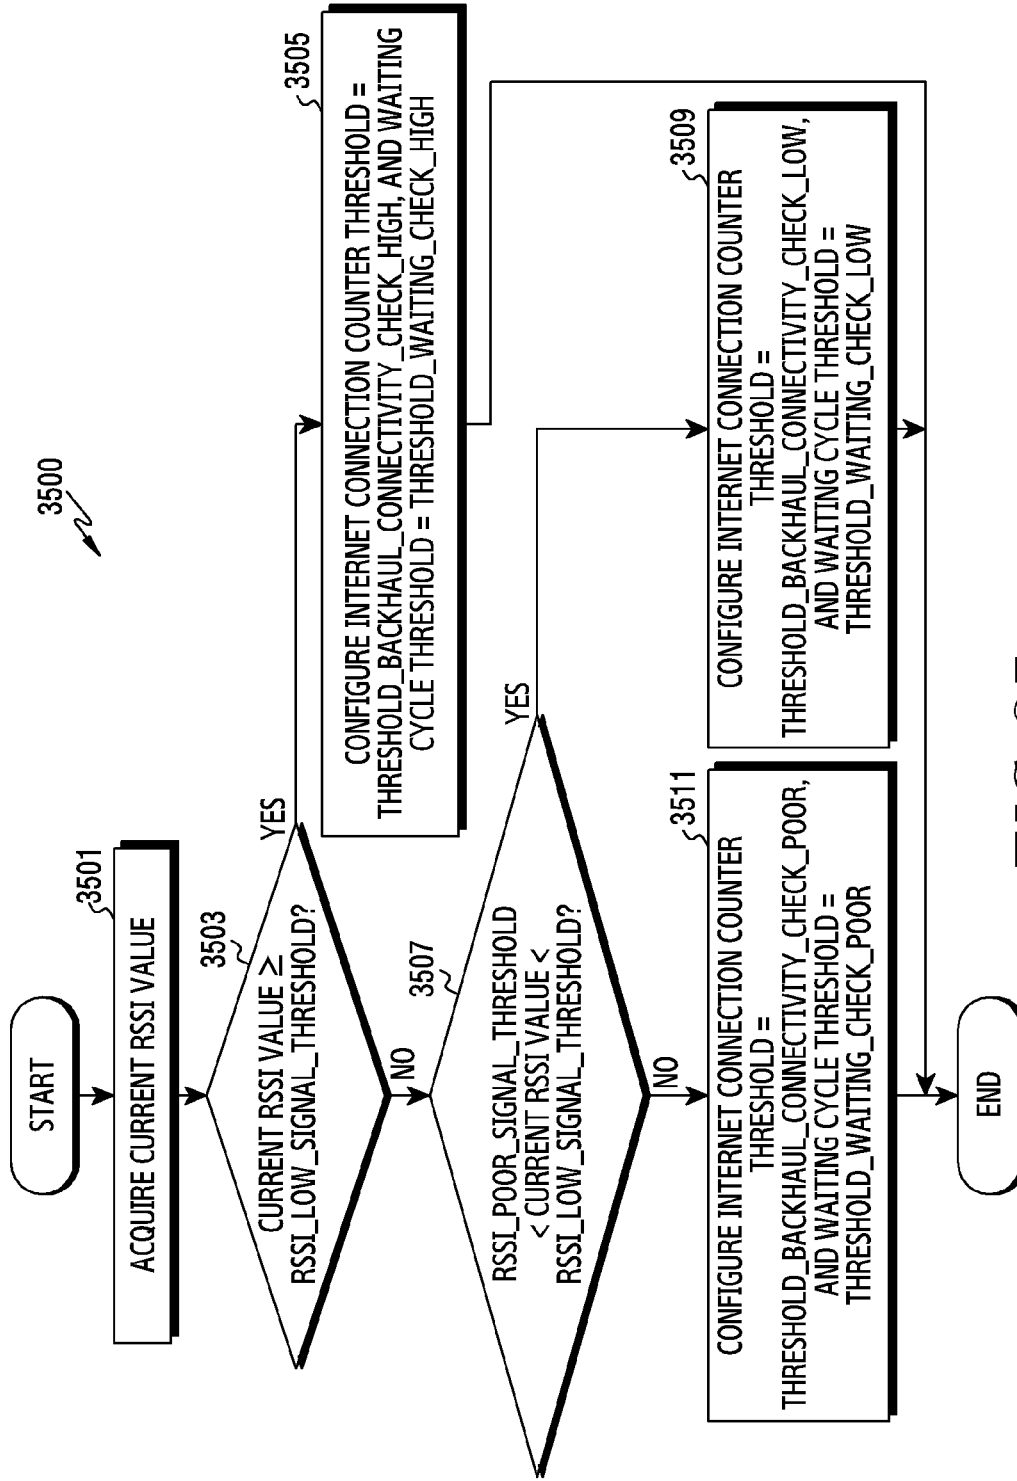 3500
START
3501
ACQUIRE CURRENT RSSI VALUE
3503
CURRENT RSSI VALUE ≥
RSSI_LOW_SIGNAL_THRESHOLD?
YES
NO
3505
CONFIGURE INTERNET CONNECTION COUNTER THRESHOLD =
THRESHOLD_BACKHAUL_CONNECTIVITY_CHECK_HIGH, AND WAITING
CYCLE THRESHOLD = THRESHOLD_WAITING_CHECK_HIGH
3507
RSSI_POOR_SIGNAL_THRESHOLD
< CURRENT RSSI VALUE <
RSSI_LOW_SIGNAL_THRESHOLD?
YES
NO
3511
CONFIGURE INTERNET CONNECTION COUNTER
THRESHOLD =
THRESHOLD_BACKHAUL_CONNECTIVITY_CHECK_POOR,
AND WAITING CYCLE THRESHOLD =
THRESHOLD_WAITING_CHECK_POOR
3509
CONFIGURE INTERNET CONNECTION COUNTER
THRESHOLD =
THRESHOLD_BACKHAUL_CONNECTIVITY_CHECK_LOW,
AND WAITING CYCLE THRESHOLD =
THRESHOLD_WAITING_CHECK_LOW
END